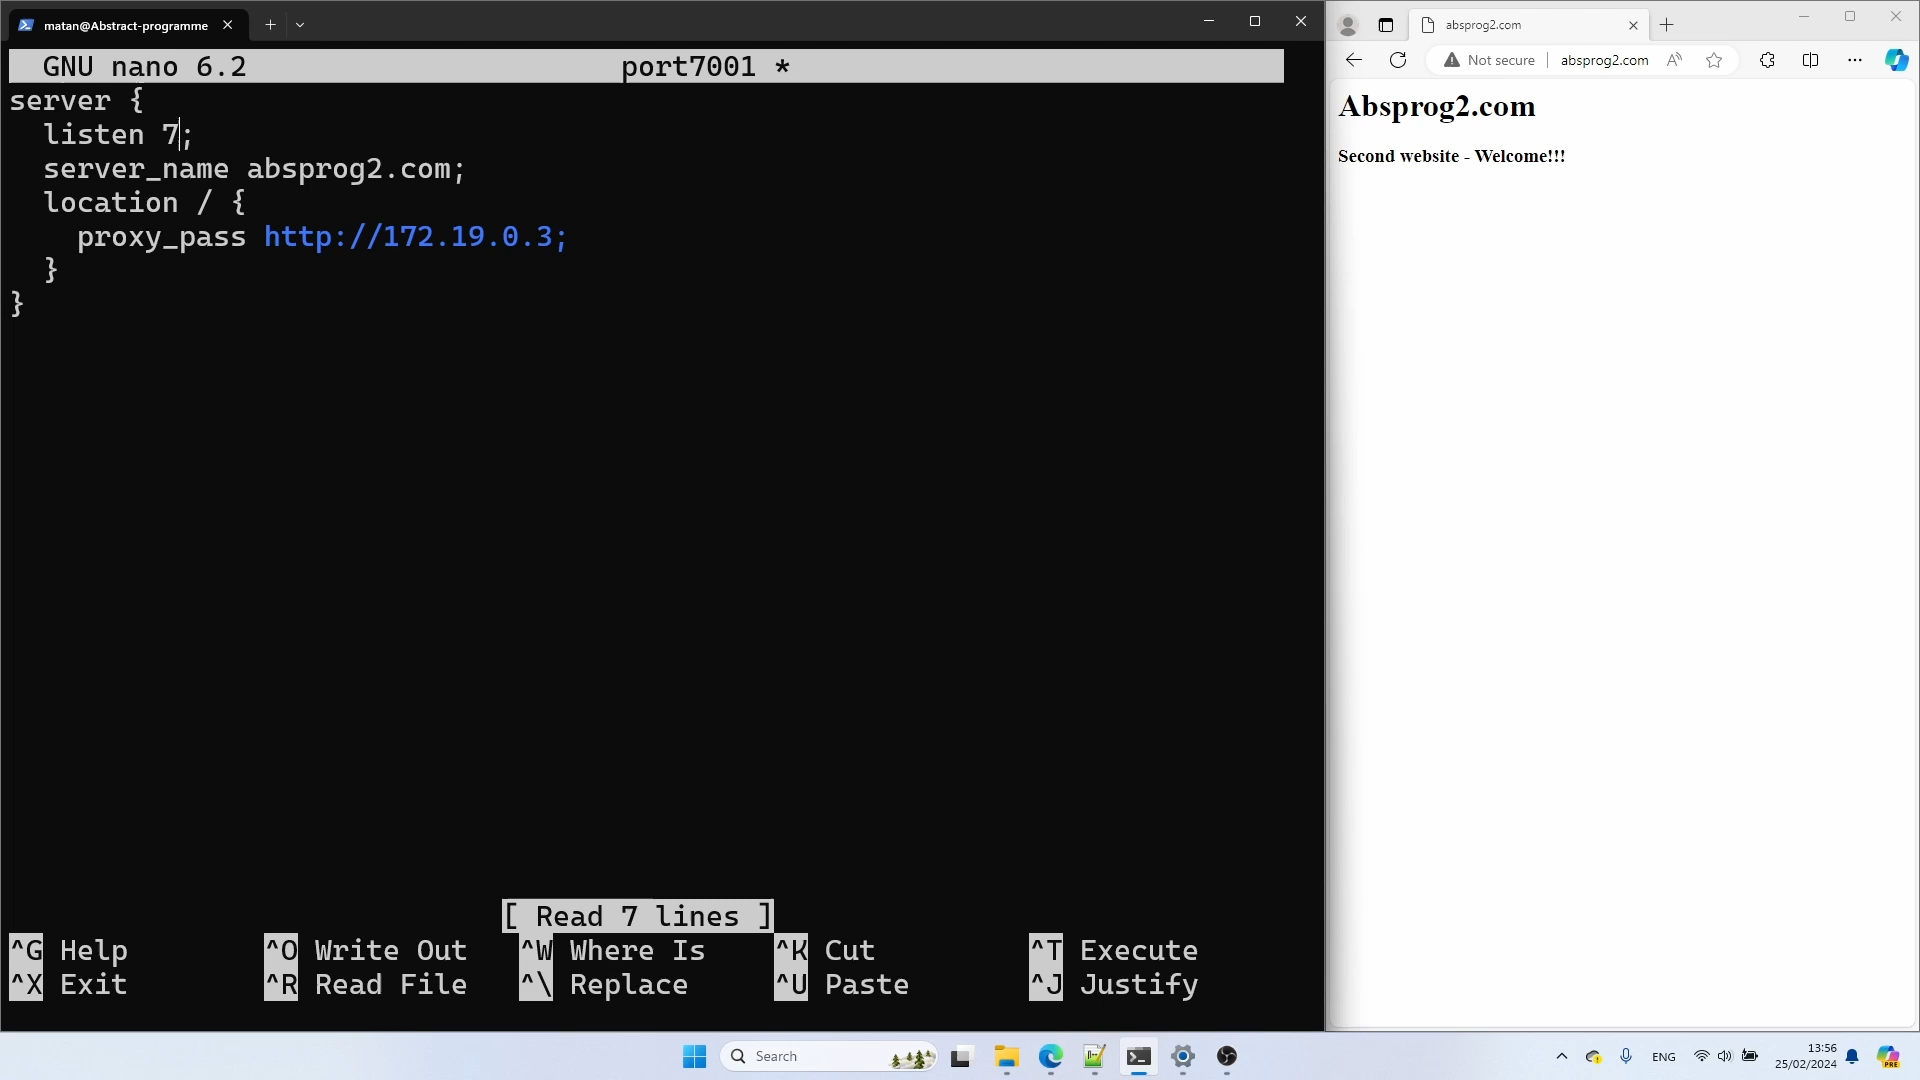 matan@Abstract-programme
GNU nano 6.2 port7001 *
server {
listen 7;
server_name absprog2.com;
location / {
proxy_pass http://172.19.0.3;
}
}
[ Read 7 lines ]
^G Help ^O Write Out ^W Where Is ^K Cut ^T Execute
^X Exit ^R Read File ^\ Replace ^U Paste ^J Justify
absprog2.com
Not secure absprog2.com
Absprog2.com
Second website - Welcome!!!
Search
ENG
13:56
25/02/2024
PRE